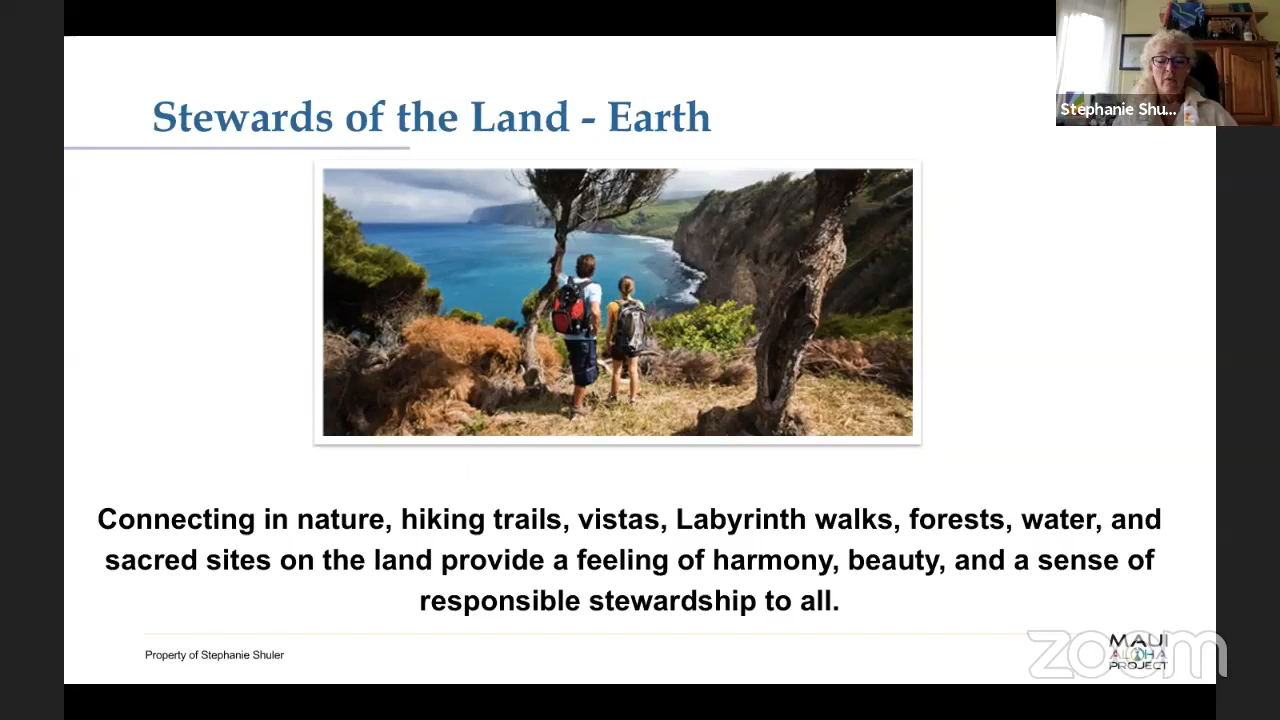 Stewards of the Land - Earth
Stephanie Shu...
Connecting in nature, hiking trails, vistas, Labyrinth walks, forests, water, and
sacred sites on the land provide a feeling of harmony, beauty, and a sense of
responsible stewardship to all.
Property of Stephanie Shuler
MAUI
ALOHA
PROJECT
zoom